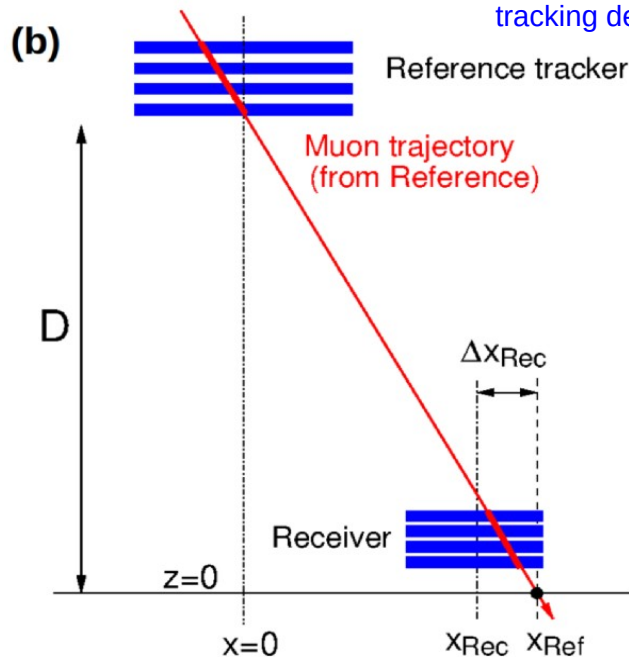 tracking de
(b)
Reference tracker
Muon trajectory
(from Reference)
D
ΔxRec
Receiver
z=0
x=0
xRec
xRef